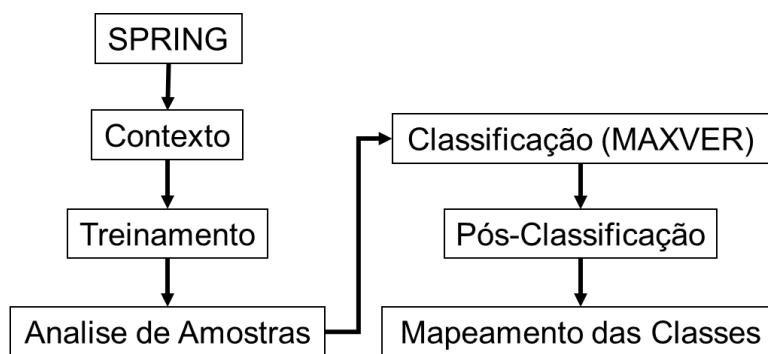 SPRING
Contexto
Treinamento
Analise de Amostras
Classificação (MAXVER)
Pós-Classificação
Mapeamento das Classes